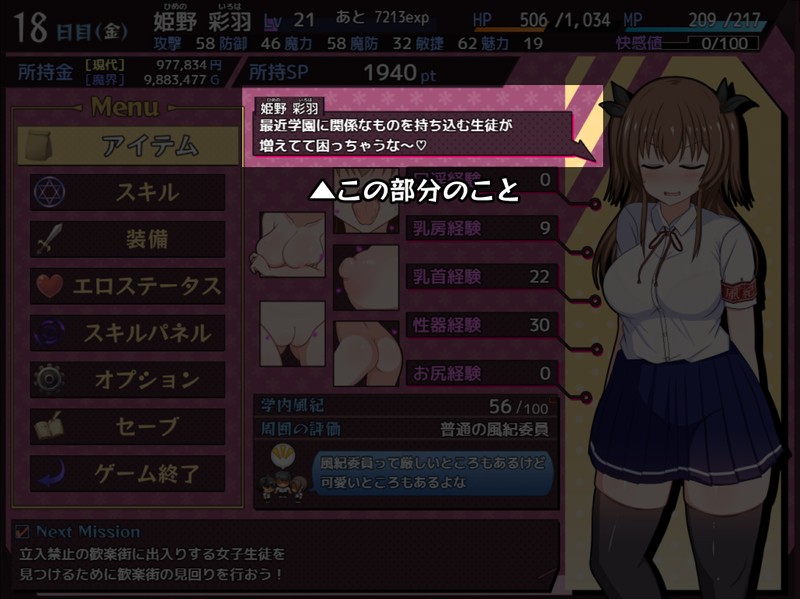 18日目(金)
ひめの いろは
姫野 彩羽 Lv 21 あと 7213exp HP 506 /1,034 MP 209 /217
攻撃 58 防御 46 魔力 58 魔防 32 敏捷 62 魅力 19 快感値 0/100
所持金 [現代] 977,834 円
[魔界] 9,883,477 G
所持SP 1940 pt
Menu
アイテム
スキル
装備
エロステータス
スキルパネル
オプション
セーブ
ゲーム終了
ひめの いろは
姫野 彩羽
最近学園に関係なものを持ち込む生徒が
増えてて困っちゃうな～♡
▲この部分のこと
口淫経験 0
乳房経験 9
乳首経験 22
性器経験 30
お尻経験 0
学内風紀 56 /100
周囲の評価 普通の風紀委員
風紀委員って厳しいところもあるけど
可愛いところもあるよな
風紀
Next Mission
立入禁止の歓楽街に出入りする女子生徒を
見つけるために歓楽街の見回りを行おう！